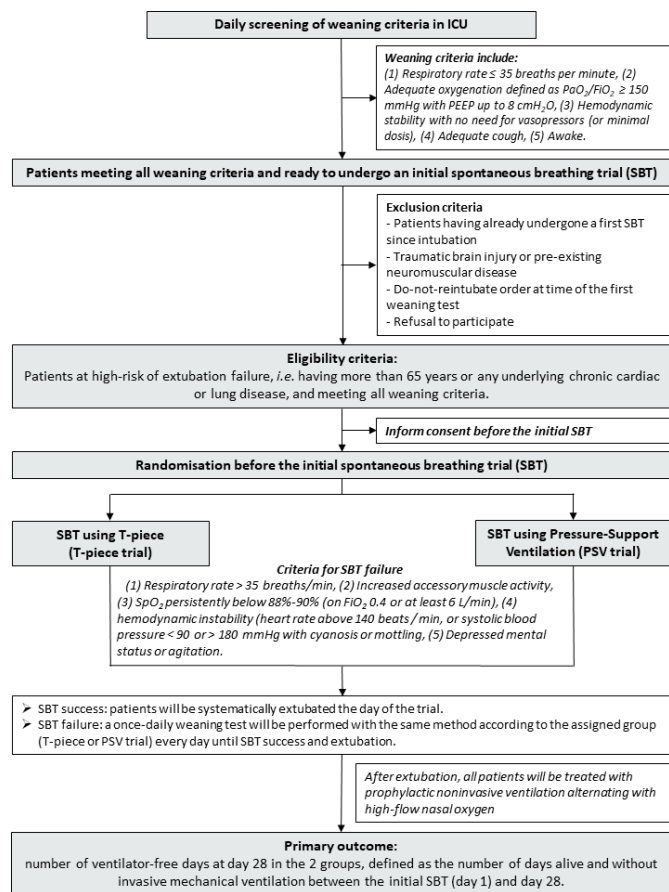 Daily screening of weaning criteria in ICU
Weaning criteria include:
(1) Respiratory rate ≤ 35 breaths per minute, (2)
Adequate oxygenation defined as PaO2/FiO2 ≥ 150
mmHg with PEEP up to 8 cmH2O, (3) Hemodynamic
stability with no need for vasopressors (or minimal
dosis), (4) Adequate cough, (5) Awake.
Patients meeting all weaning criteria and ready to undergo an initial spontaneous breathing trial (SBT)
Exclusion criteria
- Patients having already undergone a first SBT
since intubation
- Traumatic brain injury or pre-existing
neuromuscular disease
- Do-not-reintubate order at time of the first
weaning test
- Refusal to participate
Eligibility criteria:
Patients at high-risk of extubation failure, i.e. having more than 65 years or any underlying chronic cardiac
or lung disease, and meeting all weaning criteria.
Inform consent before the initial SBT
Randomisation before the initial spontaneous breathing trial (SBT)
SBT using T-piece
(T-piece trial)
SBT using Pressure-Support
Ventilation (PSV trial)
Criteria for SBT failure
(1) Respiratory rate > 35 breaths/min, (2) Increased accessory muscle activity,
(3) SpO2 persistently below 88%-90% (on FiO2 0.4 or at least 6 L/min), (4)
hemodynamic instability (heart rate above 140 beats / min, or systolic blood
pressure < 90 or > 180 mmHg with cyanosis or mottling, (5) Depressed mental
status or agitation.
➢ SBT success: patients will be systematically extubated the day of the trial.
➢ SBT failure: a once-daily weaning test will be performed with the same method according to the assigned group
(T-piece or PSV trial) every day until SBT success and extubation.
After extubation, all patients will be treated with
prophylactic noninvasive ventilation alternating with
high-flow nasal oxygen
Primary outcome:
number of ventilator-free days at day 28 in the 2 groups, defined as the number of days alive and without
invasive mechanical ventilation between the initial SBT (day 1) and day 28.